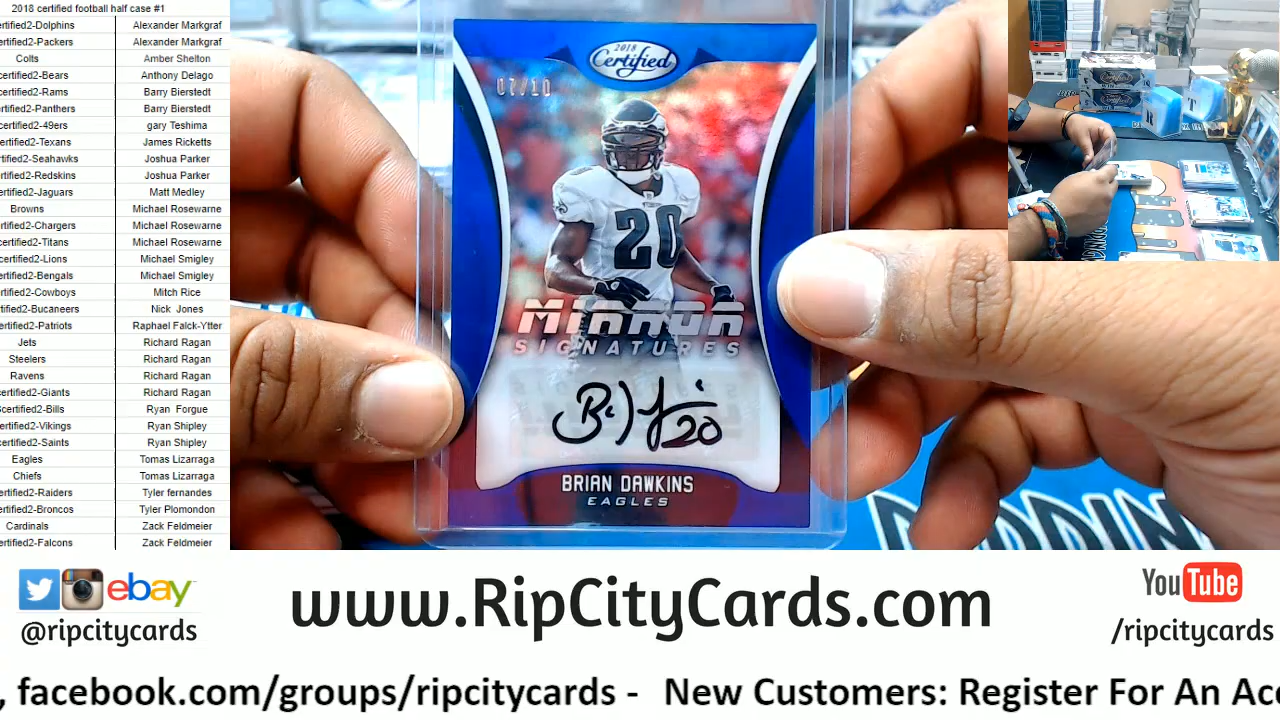 2018 certified football half case #1
ertified2-Dolphins Alexander Markgraf
ertified2-Packers Alexander Markgraf
Colts Amber Shelton
certified2-Bears Anthony Delago
certified2-Rams Barry Bierstedt
ertified2-Panthers Barry Bierstedt
certified2-49ers gary Teshima
certified2-Texans James Ricketts
tified2-Seahawks Joshua Parker
rtified2-Redskins Joshua Parker
rtified2-Jaguars Matt Medley
Browns Michael Rosewarne
rtified2-Chargers Michael Rosewarne
certified2-Titans Michael Rosewarne
certified2-Lions Michael Smigley
ertified2-Bengals Michael Smigley
rtified2-Cowboys Mitch Rice
ified2-Bucaneers Nick Jones
ertified2-Patriots Raphael Falck-Ytter
Jets Richard Ragan
Steelers Richard Ragan
Ravens Richard Ragan
certified2-Giants Richard Ragan
certified2-Bills Ryan Forgue
ertified2-Vikings Ryan Shipley
certified2-Saints Ryan Shipley
Eagles Tomas Lizarraga
Chiefs Tomas Lizarraga
ertified2-Raiders Tyler fernandes
rtified2-Broncos Tyler Plomondon
Cardinals Zack Feldmeier
ertified2-Falcons Zack Feldmeier
2018
Certified
07/10
20
MIRROR
SIGNATURES
20
BRIAN DAWKINS
EAGLES
ebay
@ripcitycards
www.RipCityCards.com
YouTube
/ripcitycards
, facebook.com/groups/ripcitycards - New Customers: Register For An Acc